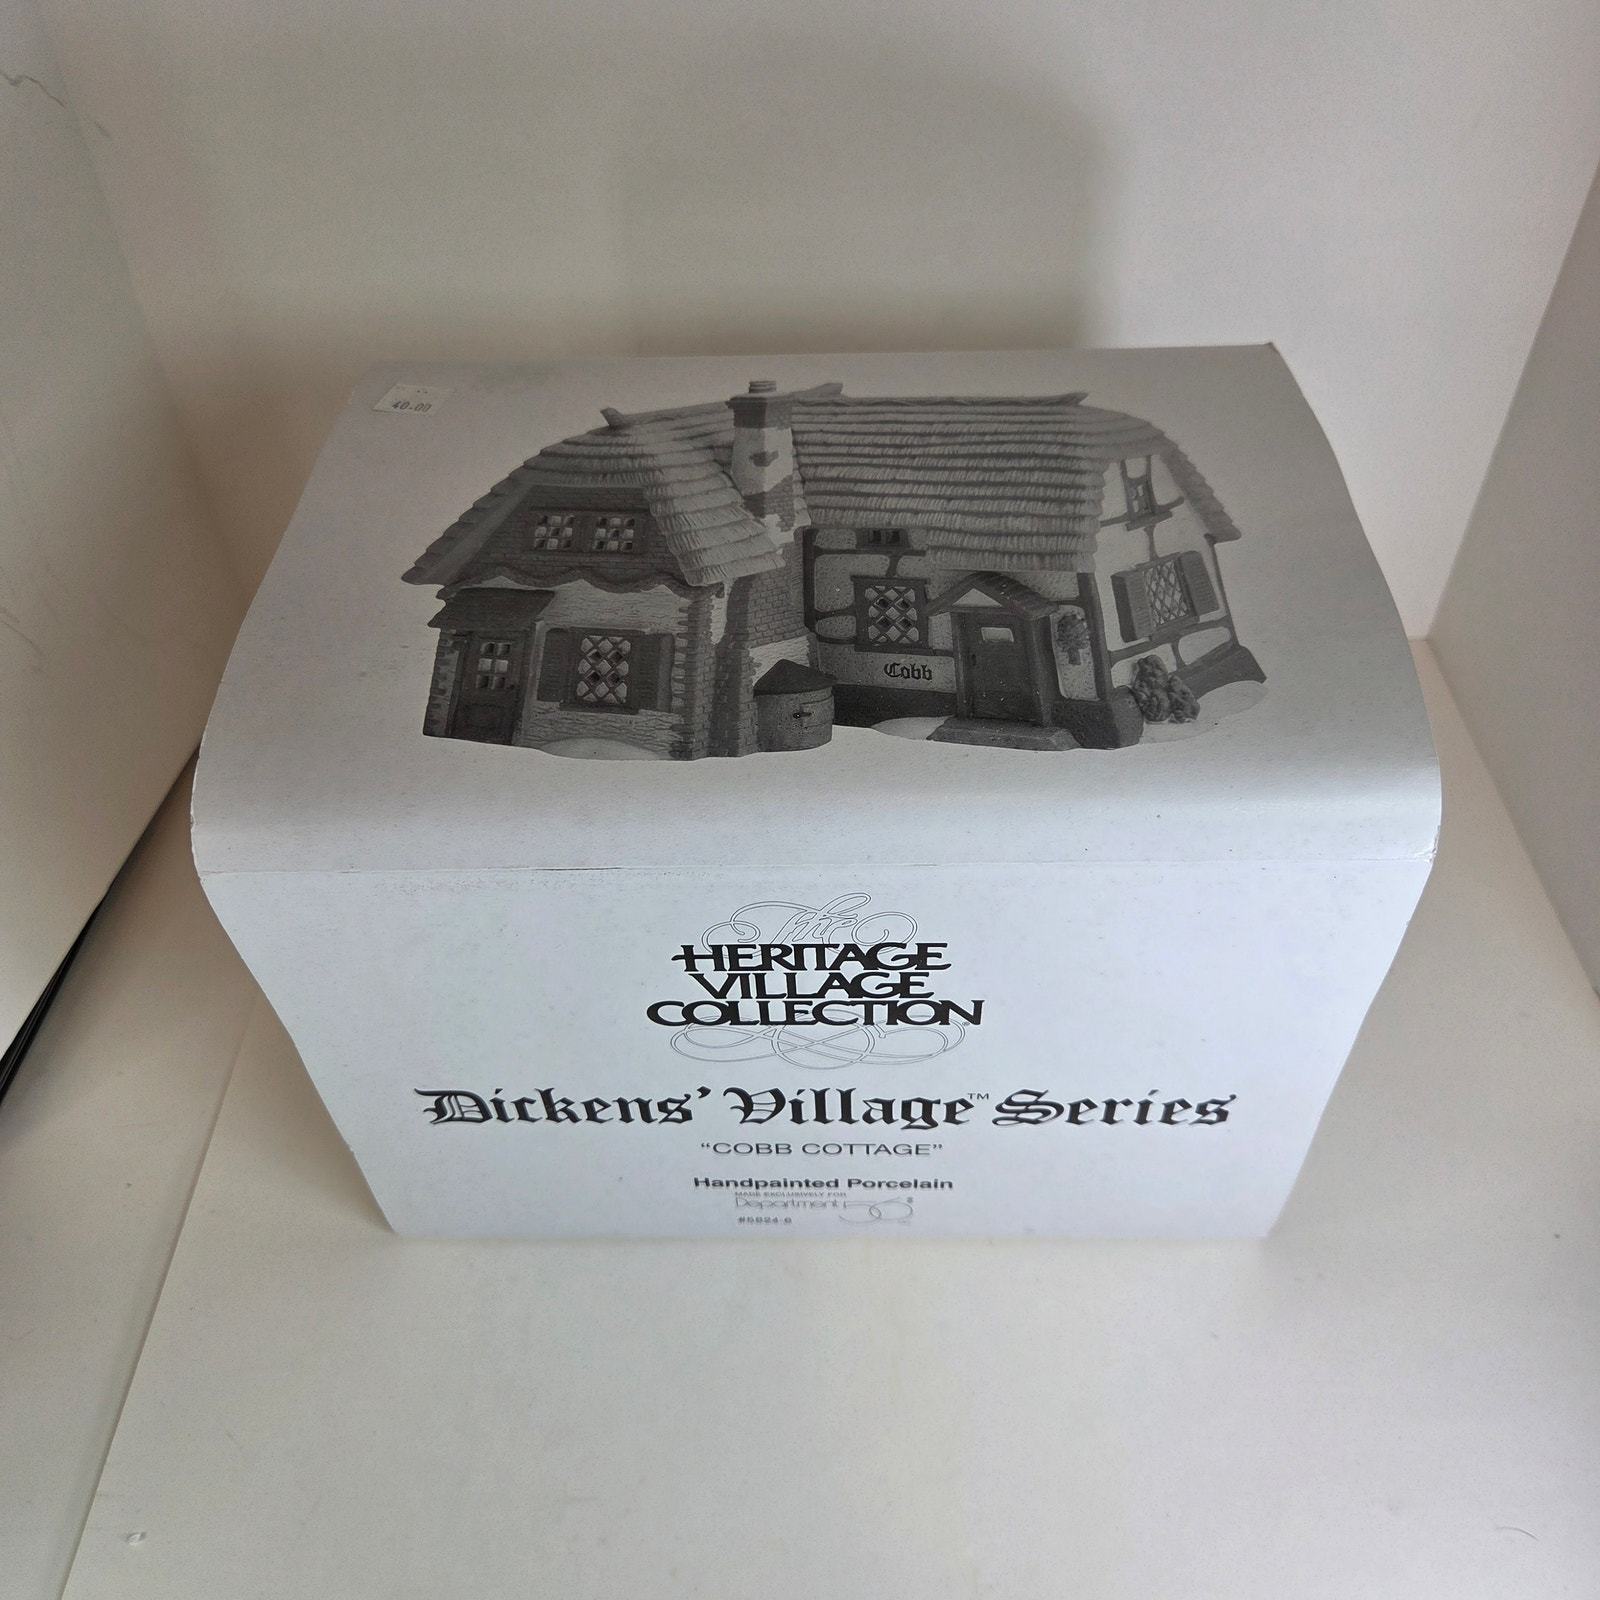 40.00
Cobb
The
HERITAGE
VILLAGE
COLLECTION®
Dickens' Village™ Series
“COBB COTTAGE”
Handpainted Porcelain
MADE EXCLUSIVELY FOR
Department 56®
#5824-6